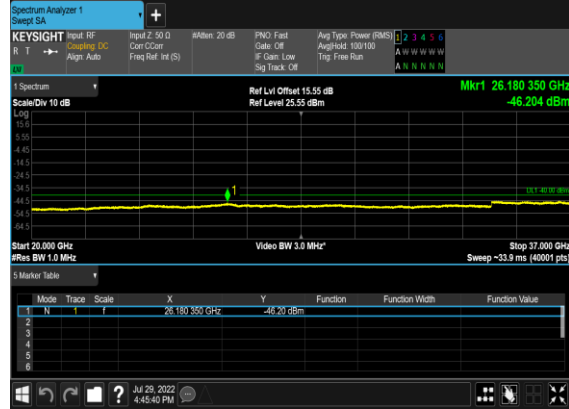 Spectrum Analyzer 1
Swept SA
+
KEYSIGHT Input: RF Input Z: 50 Ω #Atten: 20 dB PNO: Fast Avg Type: Power (RMS) 1 2 3 4 5 6
R T Coupling: DC Corr CCorr Gate: Off Avg|Hold: 100/100 A W W W W W
Align: Auto Freq Ref: Int (S) IF Gain: Low Trig: Free Run
Sig Track: Off A N N N N N
1 Spectrum Ref Lvl Offset 15.55 dB Mkr1 26.180 350 GHz
Scale/Div 10 dB Ref Level 25.55 dBm -46.204 dBm
Log
15.6
5.55
-4.45
-14.5
-24.5
-34.5 1 DL1 -40.00 dBm
-44.5
-54.5
-64.5
Start 20.000 GHz Video BW 3.0 MHz* Stop 37.000 GHz
#Res BW 1.0 MHz Sweep ~33.9 ms (40001 pts)
5 Marker Table
Mode Trace Scale X Y Function Function Width Function Value
1 N 1 f 26.180 350 GHz -46.20 dBm
2
3
4
5
6
? Jul 29, 2022
4:45:40 PM